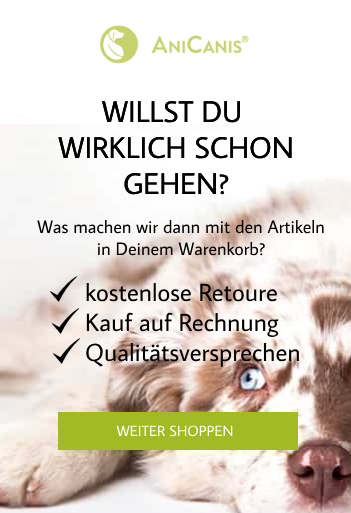 ANICANIS®
WILLST DU
WIRKLICH SCHON
GEHEN?
Was machen wir dann mit den Artikeln
in Deinem Warenkorb?
kostenlose Retoure
Kauf auf Rechnung
Qualitätsversprechen
WEITER SHOPPEN